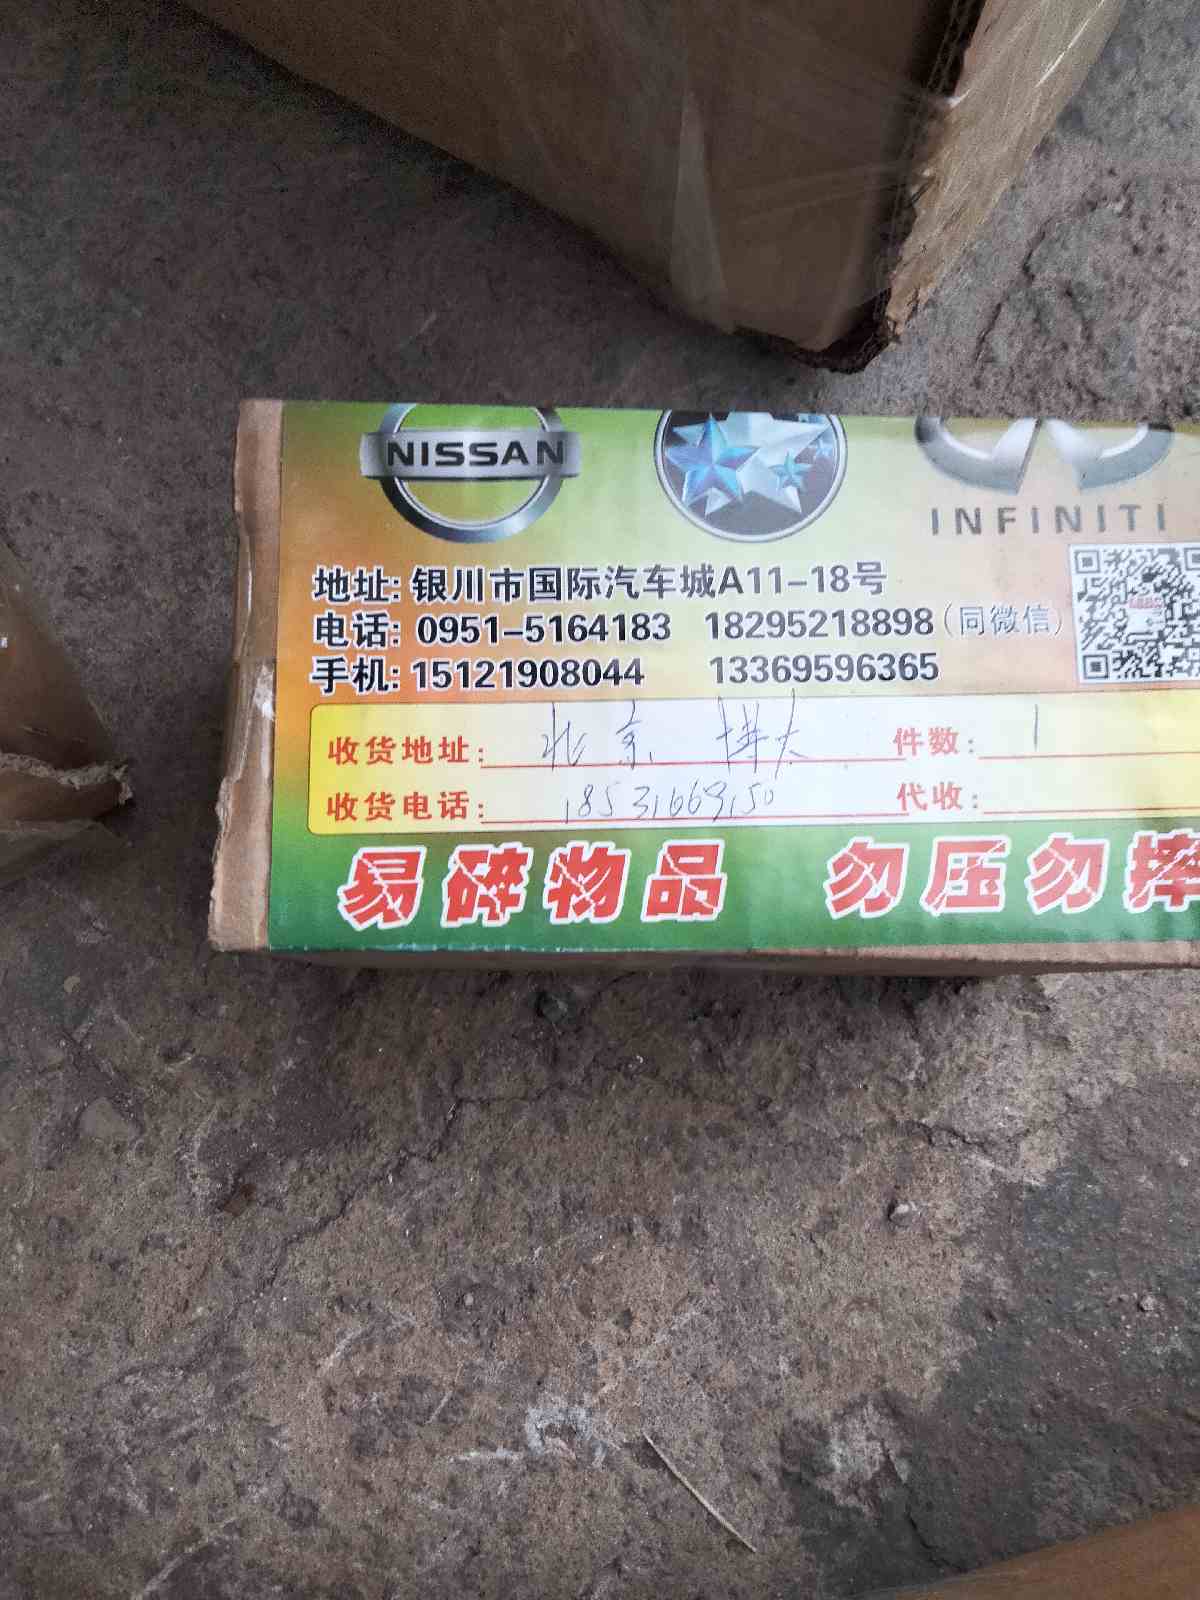 NISSAN
INFINITI
地址: 银川市国际汽车城A11-18号
电话: 0951-5164183 18295218898(同微信)
手机: 15121908044 13369596365
收货地址: 北京 博太 件数: 1
收货电话: 18531669150 代收:
易碎物品 勿压勿摔